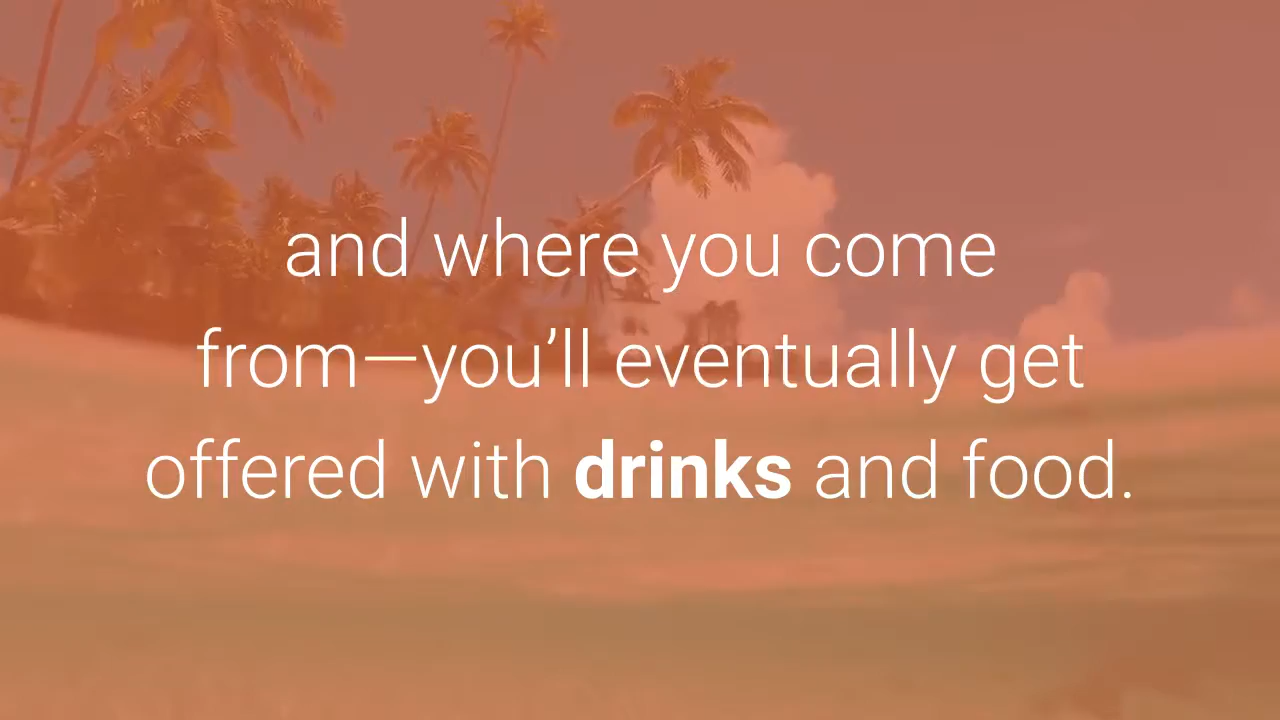 and where you come
from—you’ll eventually get
offered with drinks and food.